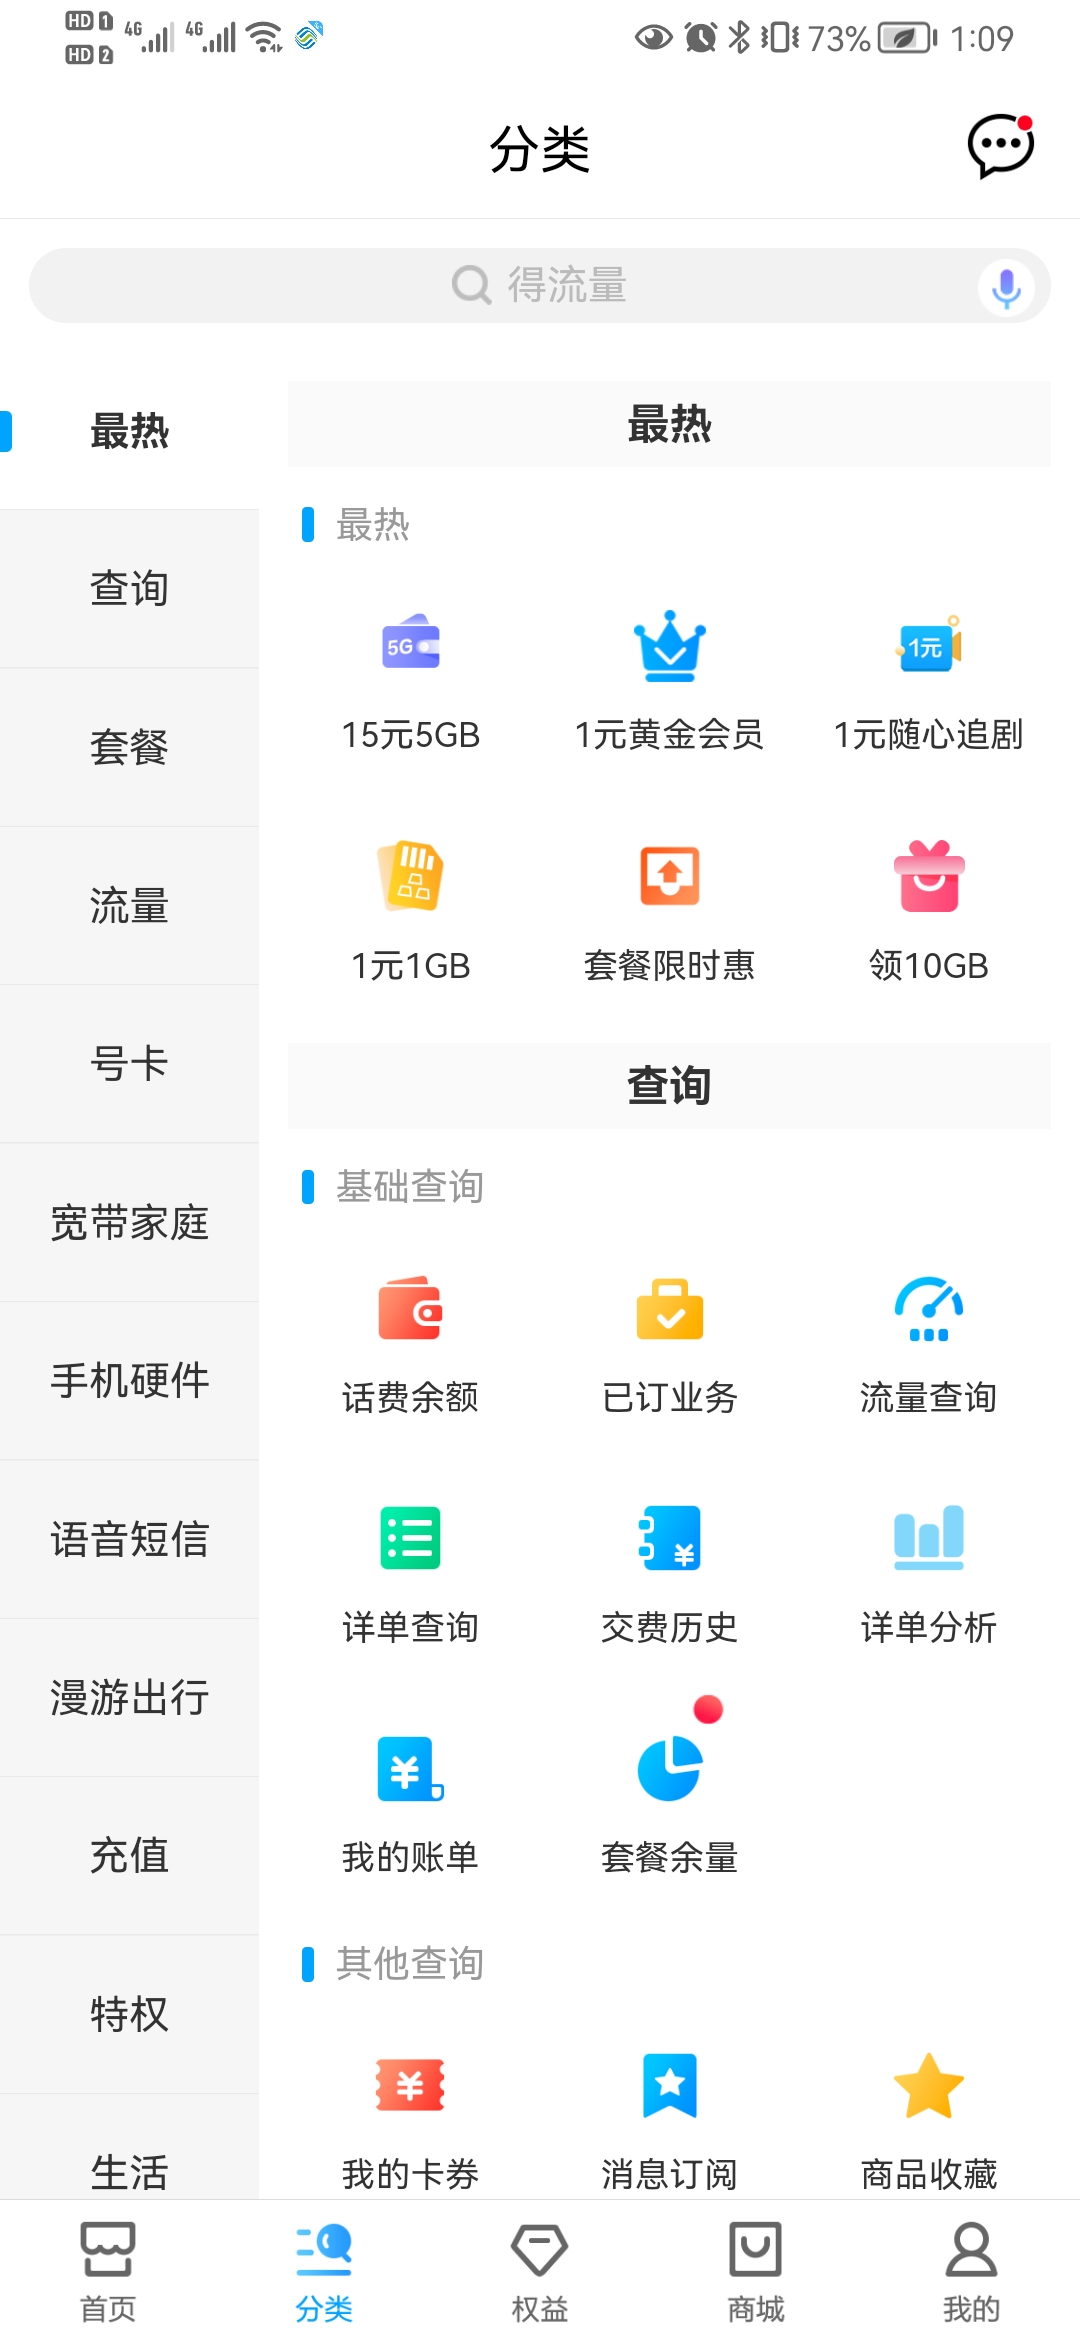 HD 1 4G 4G 73% 1:09
HD 2
分类
得流量
最热
查询
套餐
流量
号卡
宽带家庭
手机硬件
语音短信
漫游出行
充值
特权
生活
最热
最热
5G 1元
15元5GB 1元黄金会员 1元随心追剧
1元1GB 套餐限时惠 领10GB
查询
基础查询
话费余额 已订业务 流量查询
¥
详单查询 交费历史 详单分析
¥
我的账单 套餐余量
其他查询
¥
我的卡券 消息订阅 商品收藏
首页 分类 权益 商城 我的